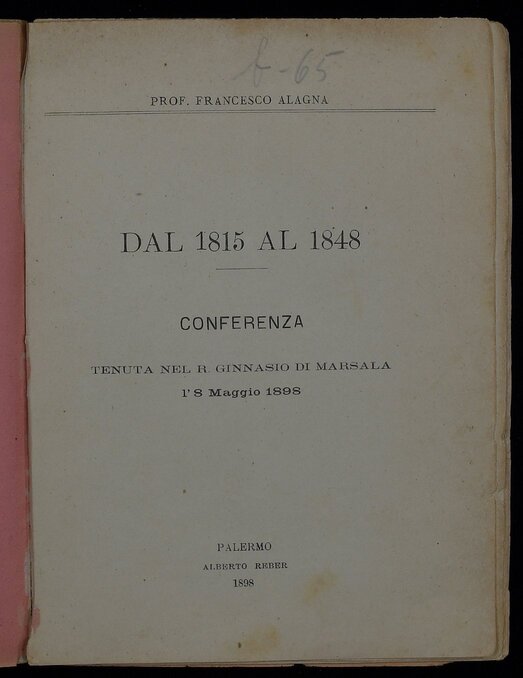 b-65
PROF. FRANCESCO ALAGNA
DAL 1815 AL 1848
CONFERENZA
TENUTA NEL R. GINNASIO DI MARSALA
l'8 Maggio 1898
PALERMO
ALBERTO REBER
1898